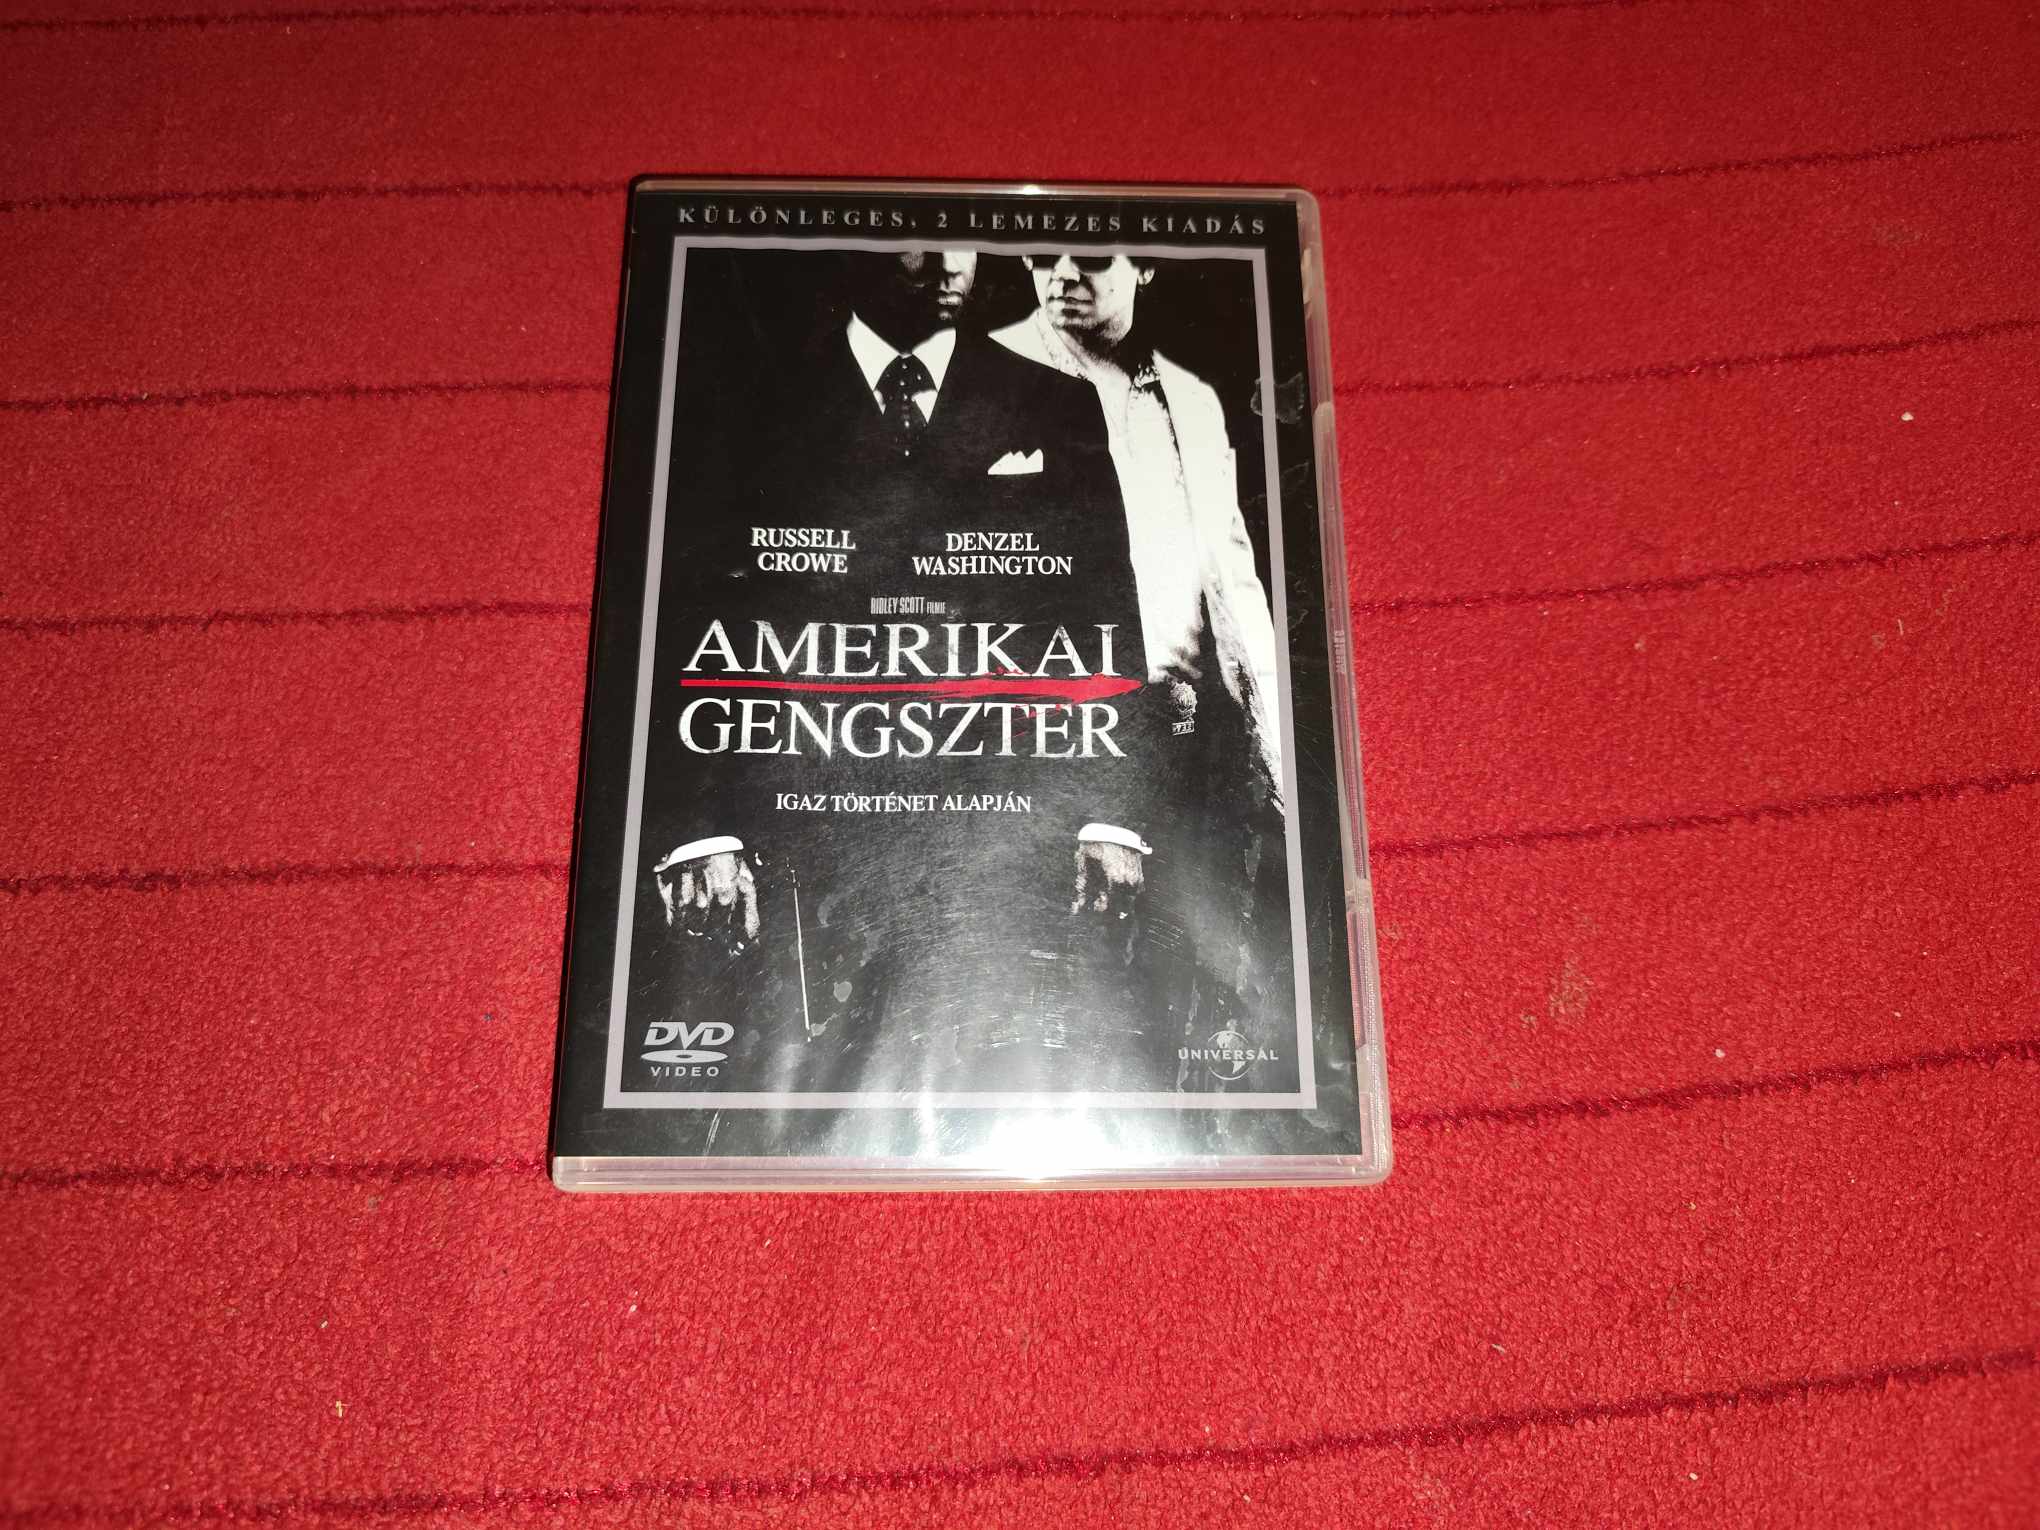 KÜLÖNLEGES, 2 LEMEZES KIADÁS
RUSSELL CROWE
DENZEL WASHINGTON
RIDLEY SCOTT FILMJE
AMERIKAI
GENGSZTER
IGAZ TÖRTÉNET ALAPJÁN
DVD
VIDEO
UNIVERSAL